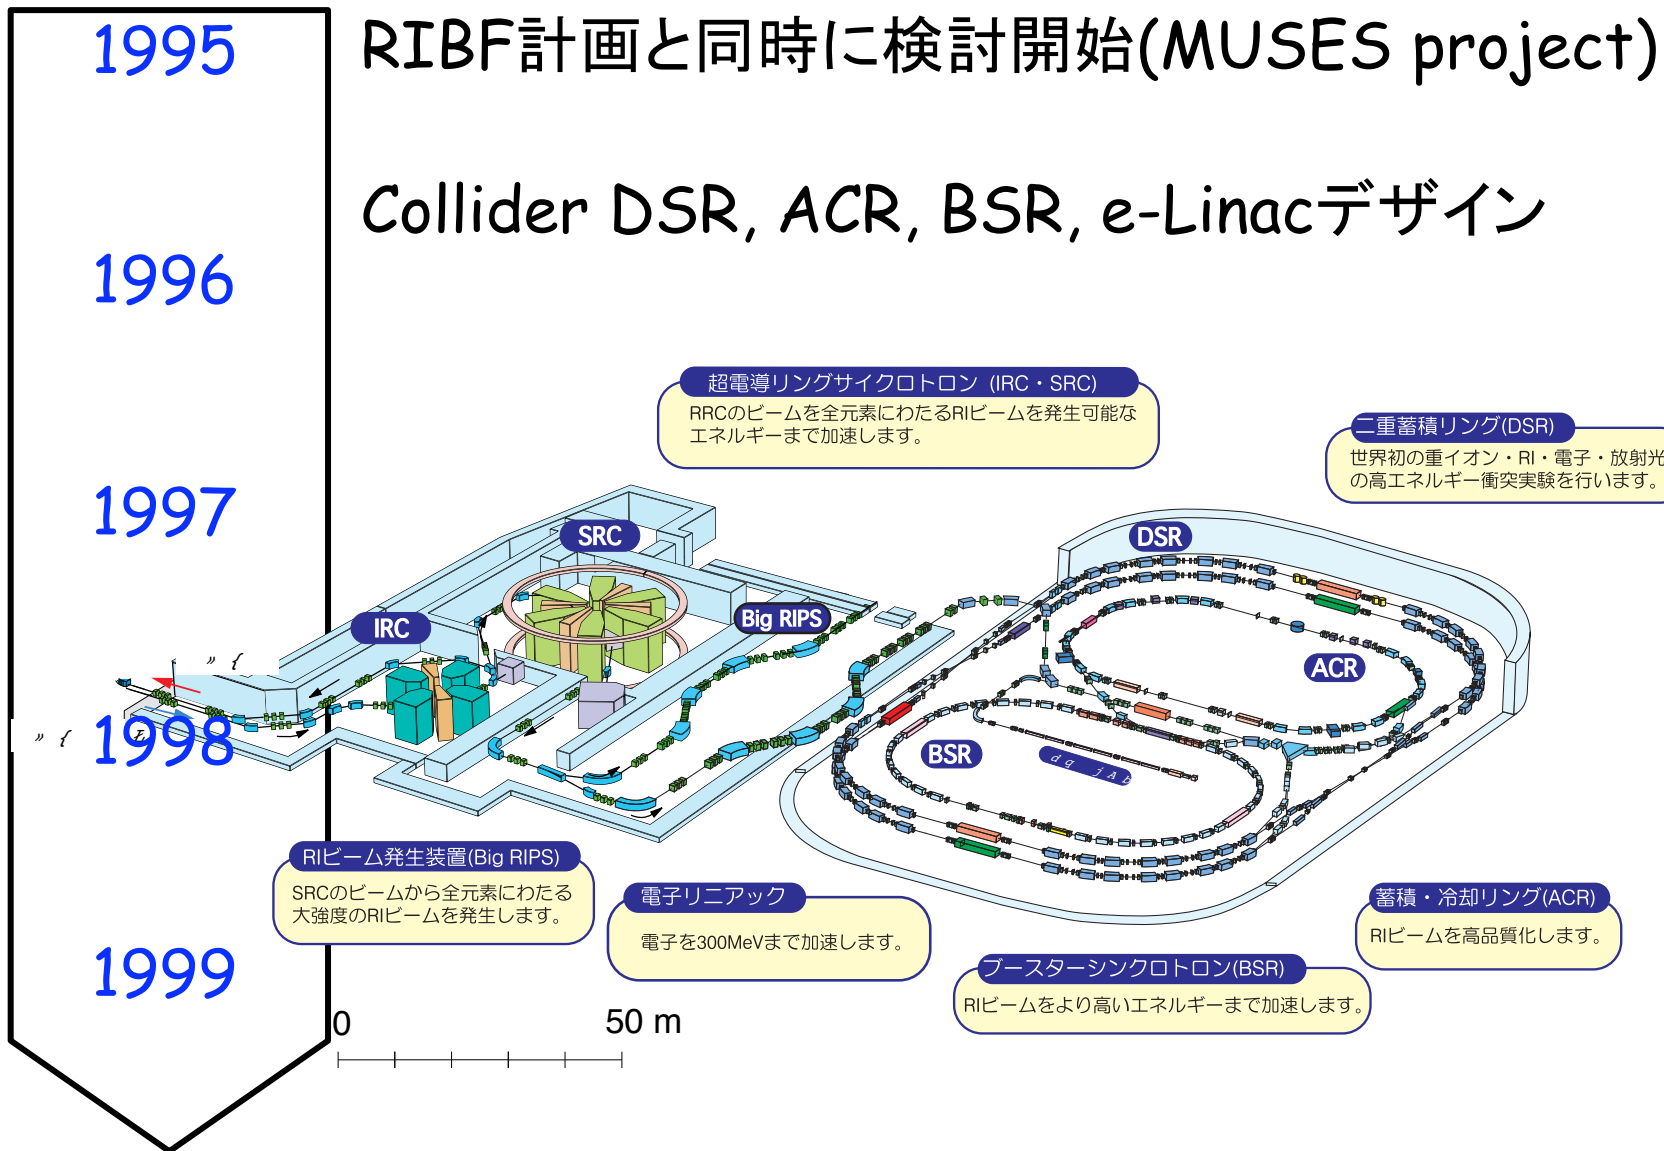 1995
RIBF計画と同時に検討開始(MUSES project)
Collider DSR, ACR, BSR, e-Linacデザイン
1996
超電導リングサイクロトロン (IRC・SRC)
RRCのビームを全元素にわたるRIビームを発生可能な
エネルギーまで加速します。
二重蓄積リング(DSR)
世界初の重イオン・RI・電子・放射光
の高エネルギー衝突実験を行います。
1997
SRC
DSR
Big RIPS
IRC
ACR
1998
BSR
RIビーム発生装置(Big RIPS)
SRCのビームから全元素にわたる
大強度のRIビームを発生します。
電子リニアック
電子を300MeVまで加速します。
蓄積・冷却リング(ACR)
RIビームを高品質化します。
ブースターシンクロトロン(BSR)
RIビームをより高いエネルギーまで加速します。
1999
0
50 m